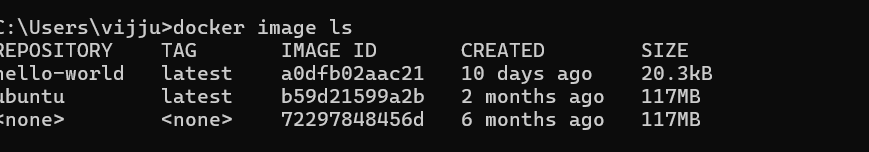 C:\Users\vijju>docker image ls
REPOSITORY    TAG       IMAGE ID       CREATED        SIZE
hello-world   latest    a0dfb02aac21   10 days ago    20.3kB
ubuntu        latest    b59d21599a2b   2 months ago   117MB
<none>        <none>    72297848456d   6 months ago   117MB